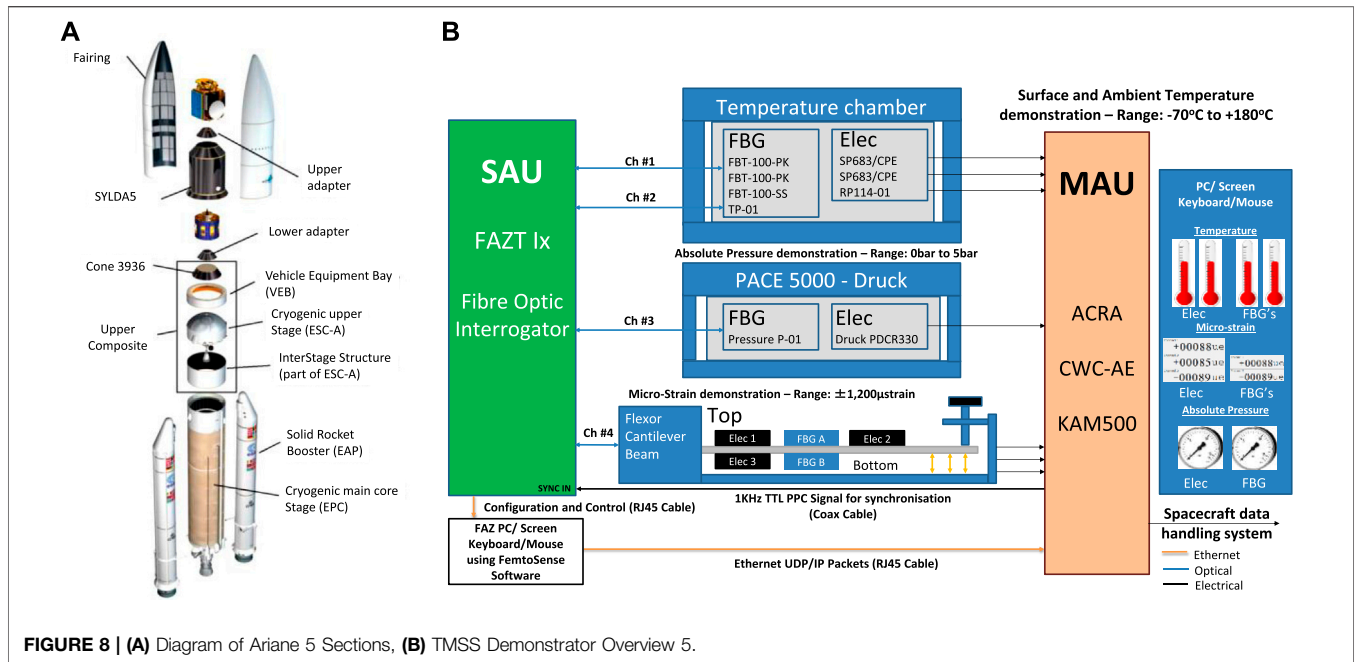 A
Fairing
Upper
adapter
SYLDA5
Lower adapter
Cone 3936
Vehicle Equipment Bay
(VEB)
Cryogenic upper
Stage (ESC-A)
Upper
Composite
InterStage Structure
(part of ESC-A)
Solid Rocket
Booster (EAP)
Cryogenic main core
Stage (EPC)
B
SAU
FAZT Ix
Fibre Optic
Interrogator
SYNC IN
Ch #1
Ch #2
Ch #3
Ch #4
Temperature chamber
FBG
FBT-100-PK
FBT-100-PK
FBT-100-SS
TP-01
Elec
SP683/CPE
SP683/CPE
RP114-01
Absolute Pressure demonstration – Range: 0bar to 5bar
PACE 5000 - Druck
FBG
Pressure P-01
Elec
Druck PDCR330
Micro-Strain demonstration – Range: ±1,200µstrain
Flexor
Cantilever
Beam
Top
Elec 1
FBG A
Elec 2
Elec 3
FBG B
Bottom
1KHz TTL PPC Signal for synchronisation
(Coax Cable)
Configuration and Control (RJ45 Cable)
FAZ PC/ Screen
Keyboard/Mouse
using FemtoSense
Software
Ethernet UDP/IP Packets (RJ45 Cable)
Surface and Ambient Temperature
demonstration – Range: -70°C to +180°C
MAU
ACRA
CWC-AE
KAM500
PC/ Screen
Keyboard/Mouse
Temperature
Elec
FBG's
Micro-strain
+00088ue
+00085ue
-00089ue
+00088ue
-00089ue
Elec
FBG's
Absolute Pressure
Elec
FBG
Spacecraft data
handling system
Ethernet
Optical
Electrical
FIGURE 8 | (A) Diagram of Ariane 5 Sections, (B) TMSS Demonstrator Overview 5.